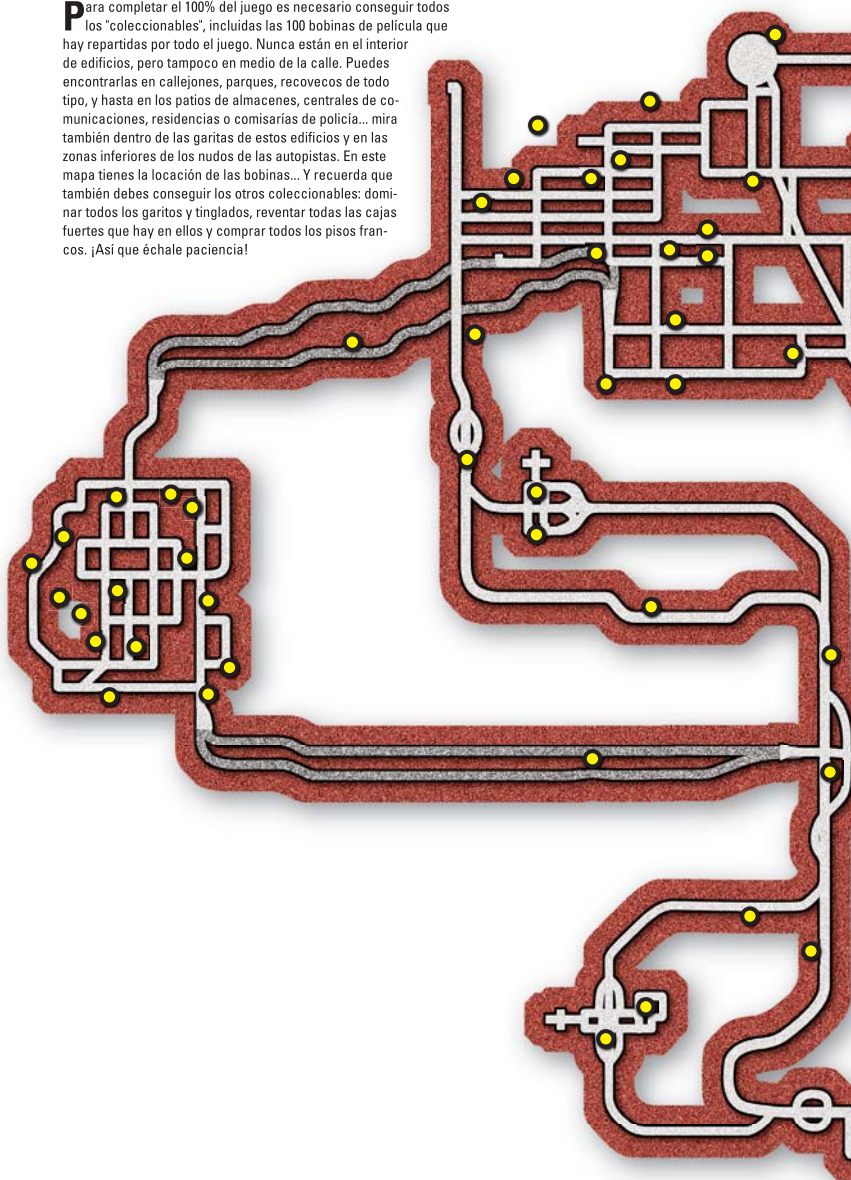 Para completar el 100% del juego es necesario conseguir todos
los "coleccionables", incluidas las 100 bobinas de película que
hay repartidas por todo el juego. Nunca están en el interior
de edificios, pero tampoco en medio de la calle. Puedes
encontrarlas en callejones, parques, recovecos de todo
tipo, y hasta en los patios de almacenes, centrales de co-
municaciones, residencias o comisarías de policía... mira
también dentro de las garitas de estos edificios y en las
zonas inferiores de los nudos de las autopistas. En este
mapa tienes la locación de las bobinas... Y recuerda que
también debes conseguir los otros coleccionables: domi-
nar todos los garitos y tinglados, reventar todas las cajas
fuertes que hay en ellos y comprar todos los pisos fran-
cos. ¡Así que échale paciencia!